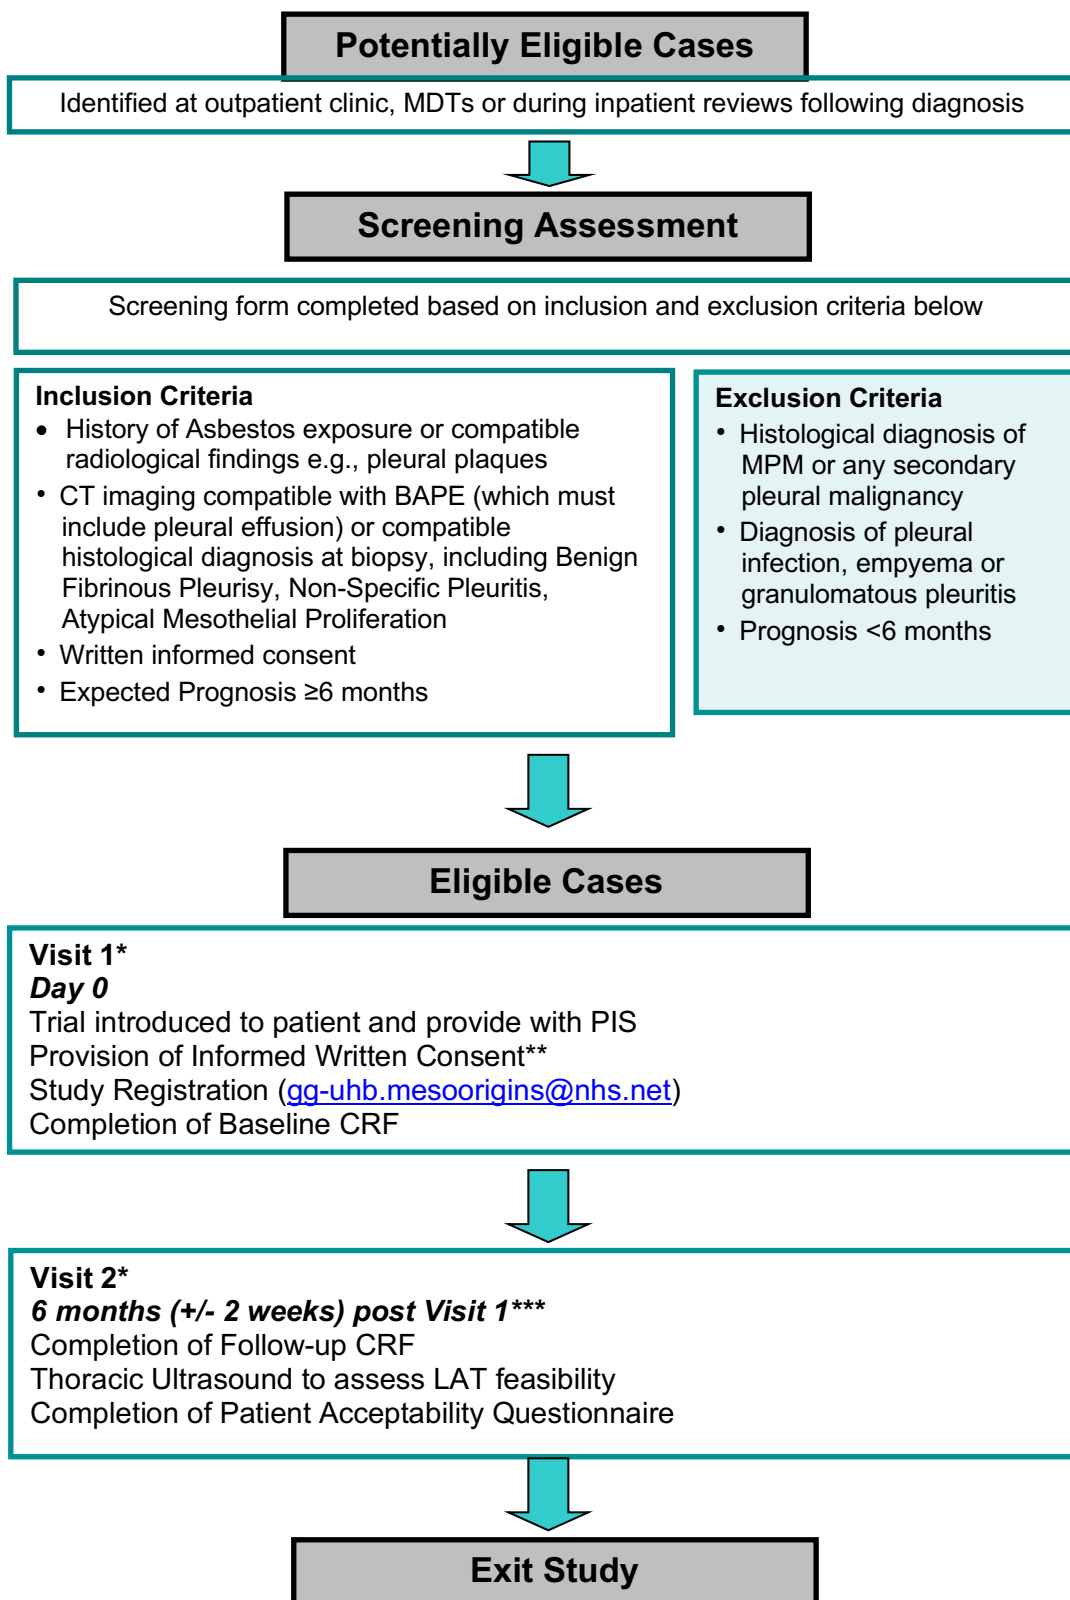 Potentially Eligible Cases
Identified at outpatient clinic, MDTs or during inpatient reviews following diagnosis
Screening Assessment
Screening form completed based on inclusion and exclusion criteria below
Inclusion Criteria
• History of Asbestos exposure or compatible
radiological findings e.g., pleural plaques
• CT imaging compatible with BAPE (which must
include pleural effusion) or compatible
histological diagnosis at biopsy, including Benign
Fibrinous Pleurisy, Non-Specific Pleuritis,
Atypical Mesothelial Proliferation
• Written informed consent
• Expected Prognosis ≥6 months
Exclusion Criteria
• Histological diagnosis of
MPM or any secondary
pleural malignancy
• Diagnosis of pleural
infection, empyema or
granulomatous pleuritis
• Prognosis <6 months
Eligible Cases
Visit 1*
Day 0
Trial introduced to patient and provide with PIS
Provision of Informed Written Consent**
Study Registration (gg-uhb.mesoorigins@nhs.net)
Completion of Baseline CRF
Visit 2*
6 months (+/- 2 weeks) post Visit 1***
Completion of Follow-up CRF
Thoracic Ultrasound to assess LAT feasibility
Completion of Patient Acceptability Questionnaire
Exit Study